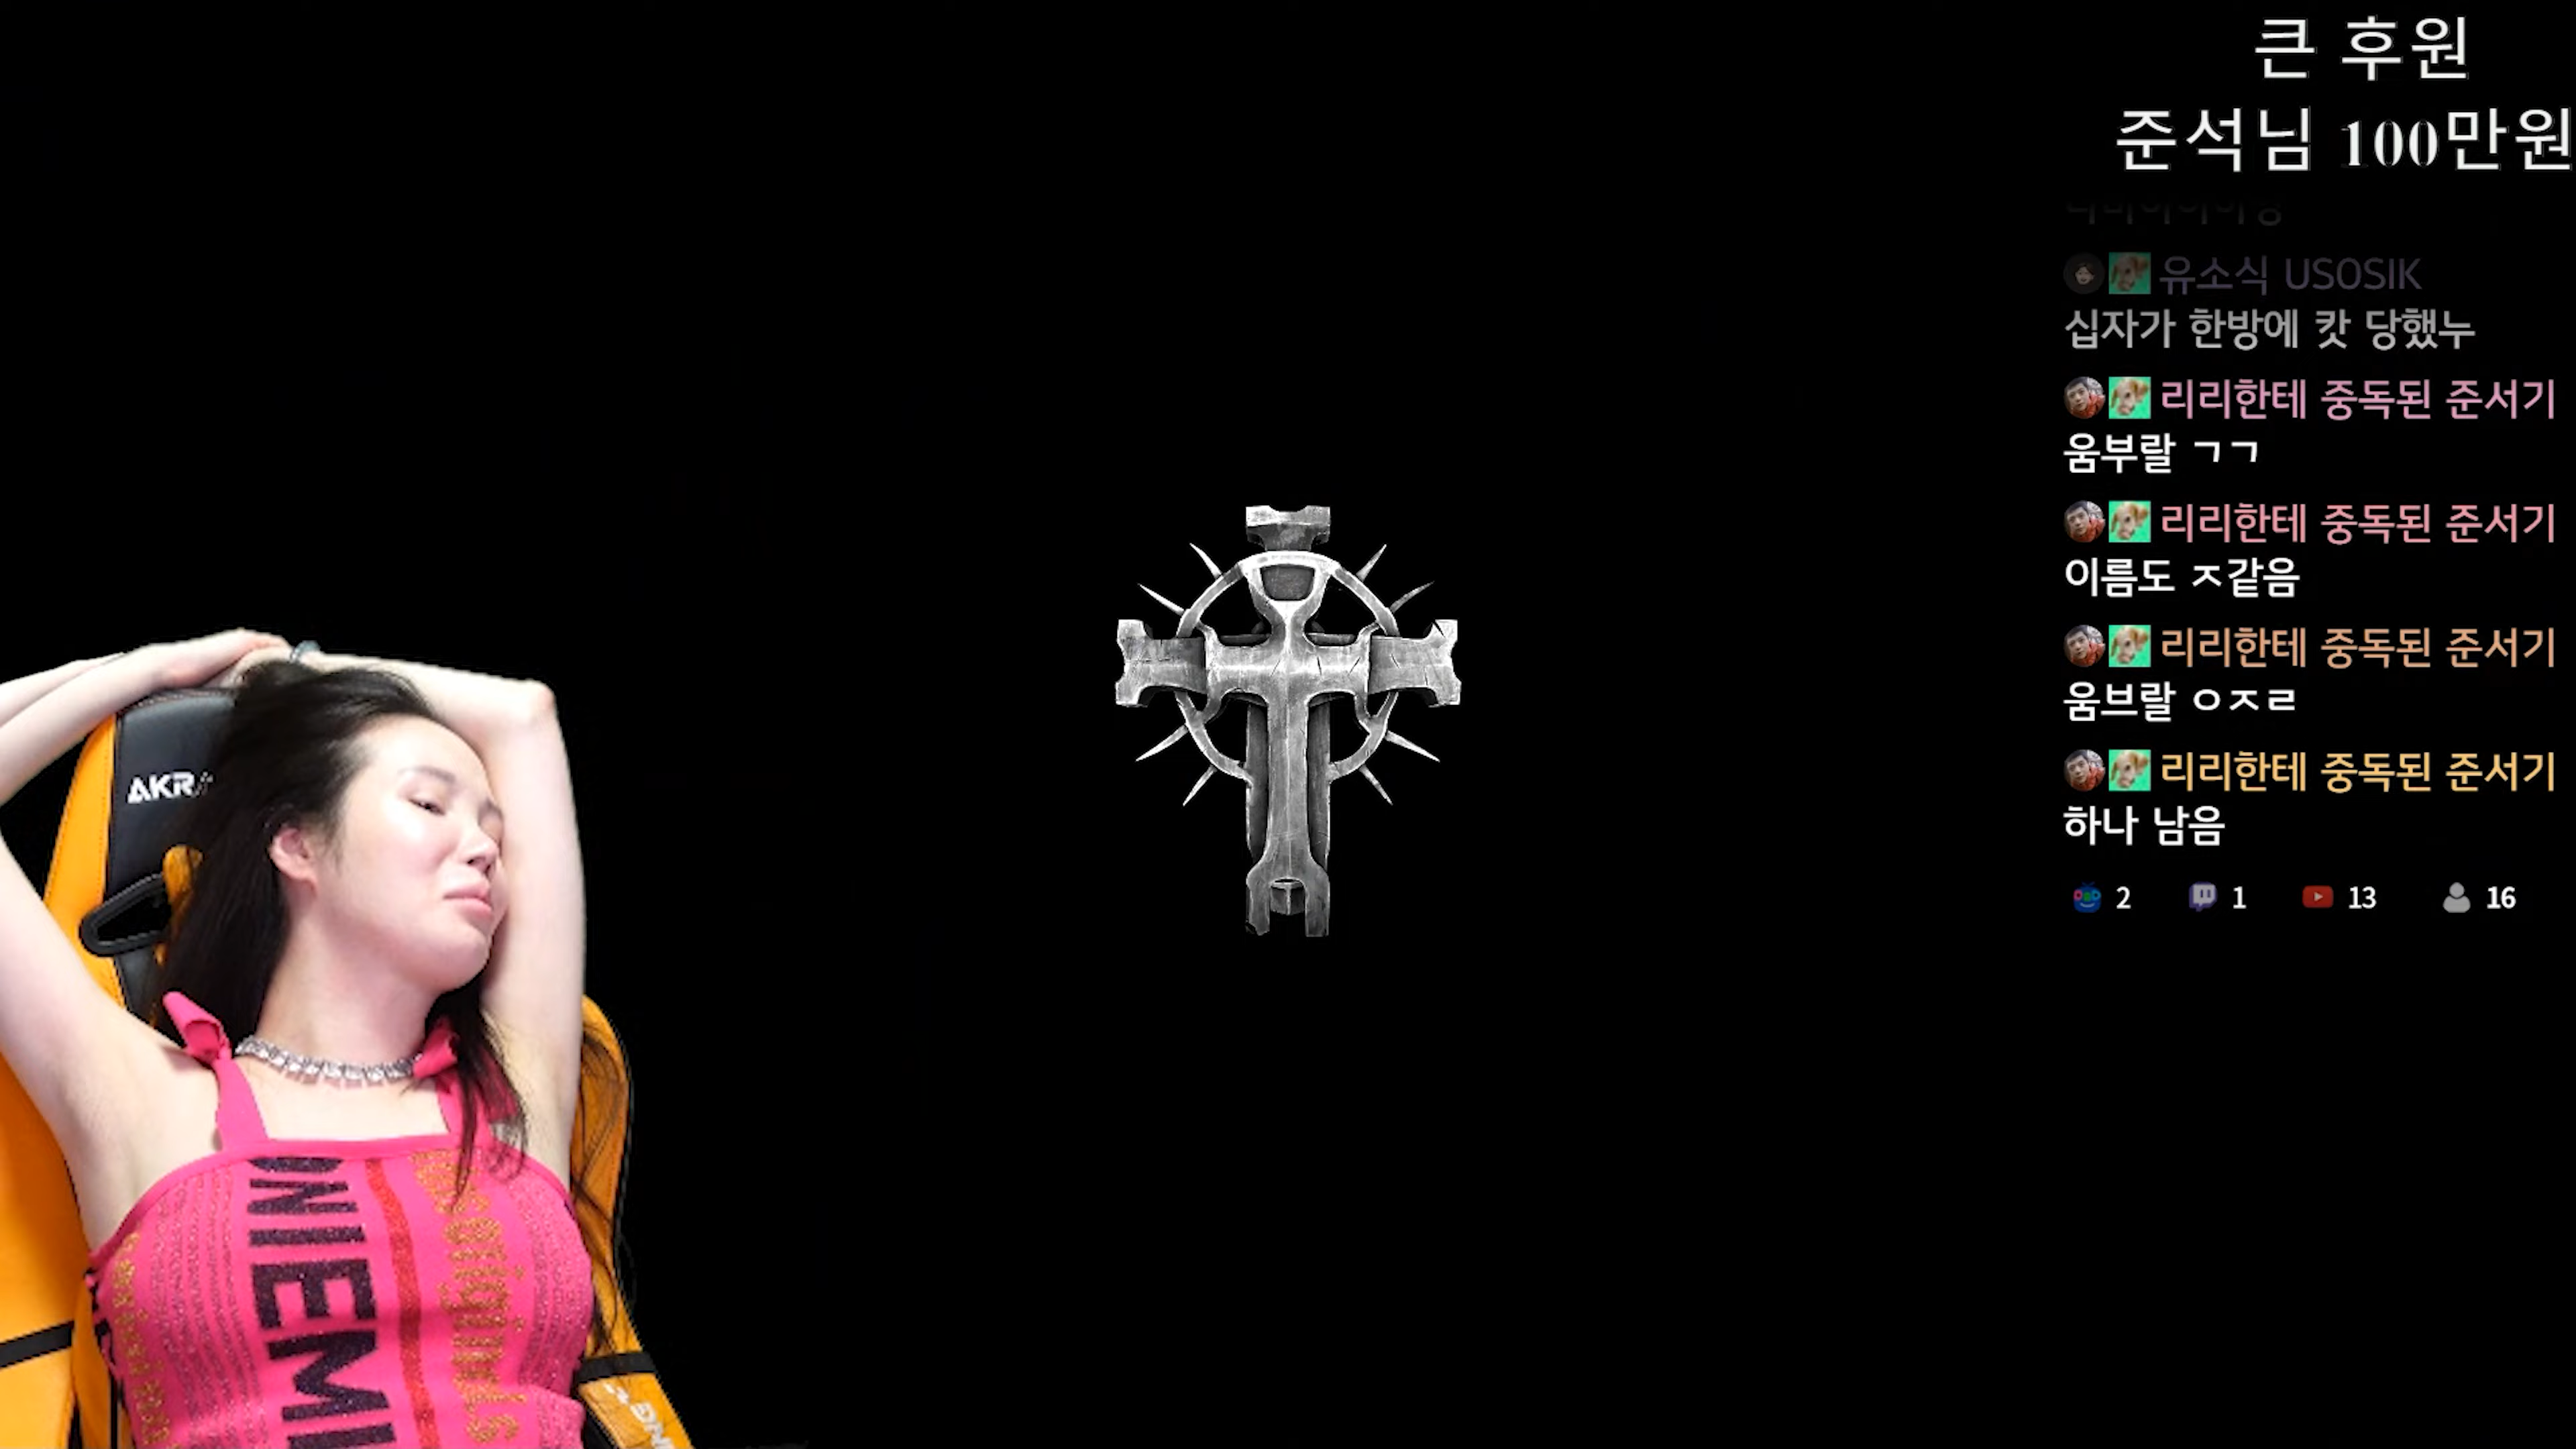 큰 후원
준석님 100만원
유소식 USOSIK
십자가 한방에 캇 당했누
리리한테 중독된 준서기
움부랄 ㄱㄱ
리리한테 중독된 준서기
이름도 ㅈ같음
리리한테 중독된 준서기
움브랄 ㅇㅈㄹ
리리한테 중독된 준서기
하나 남음
2 1 13 16
AKR
ONIEMI